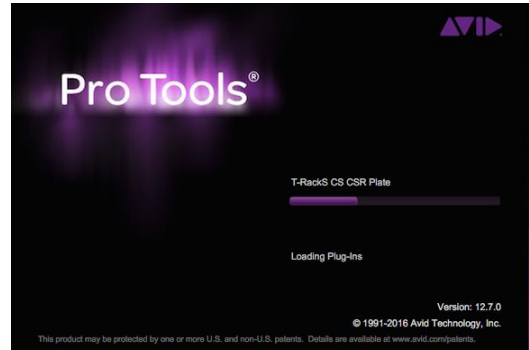 AVID
Pro Tools®
T-RackS CS CSR Plate
Loading Plug-Ins
Version: 12.7.0
© 1991-2016 Avid Technology, Inc.
This product may be protected by one or more U.S. and non-U.S. patents. Details are available at www.avid.com/patents.